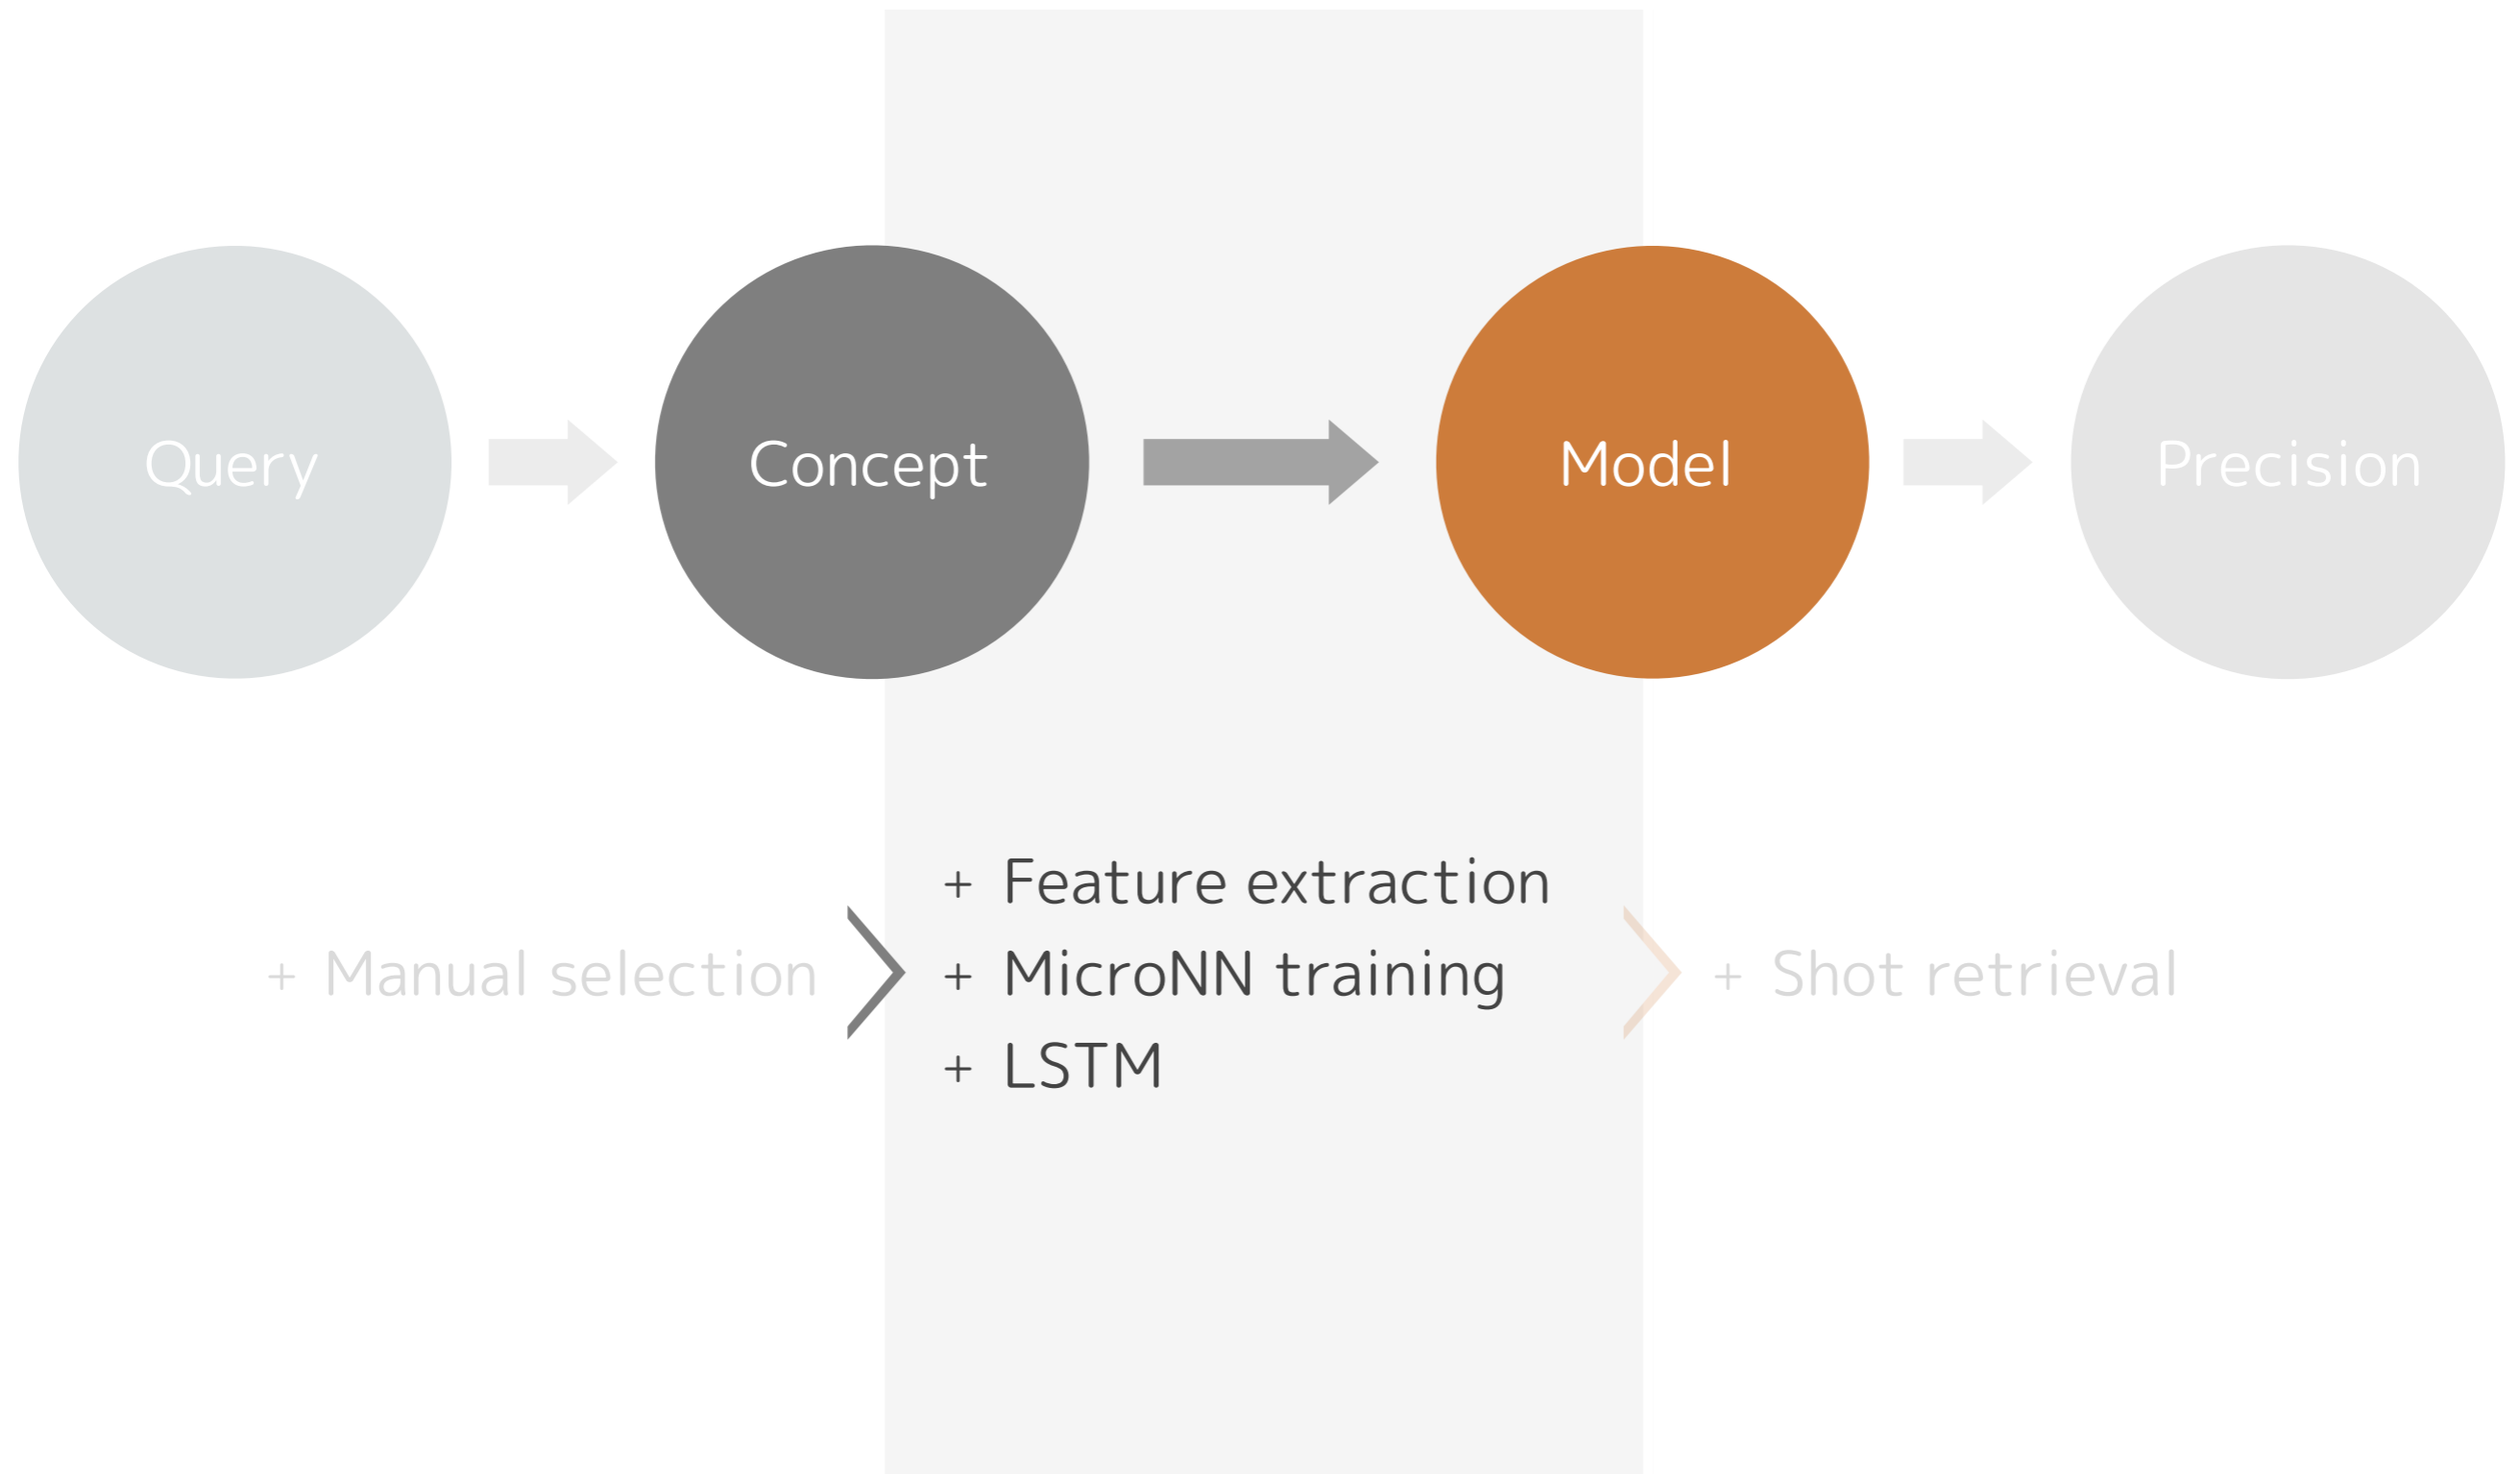 Query
Concept
Model
Precision
+ Manual selection
+ Feature extraction
+ MicroNN training
+ LSTM
+ Shot retrieval